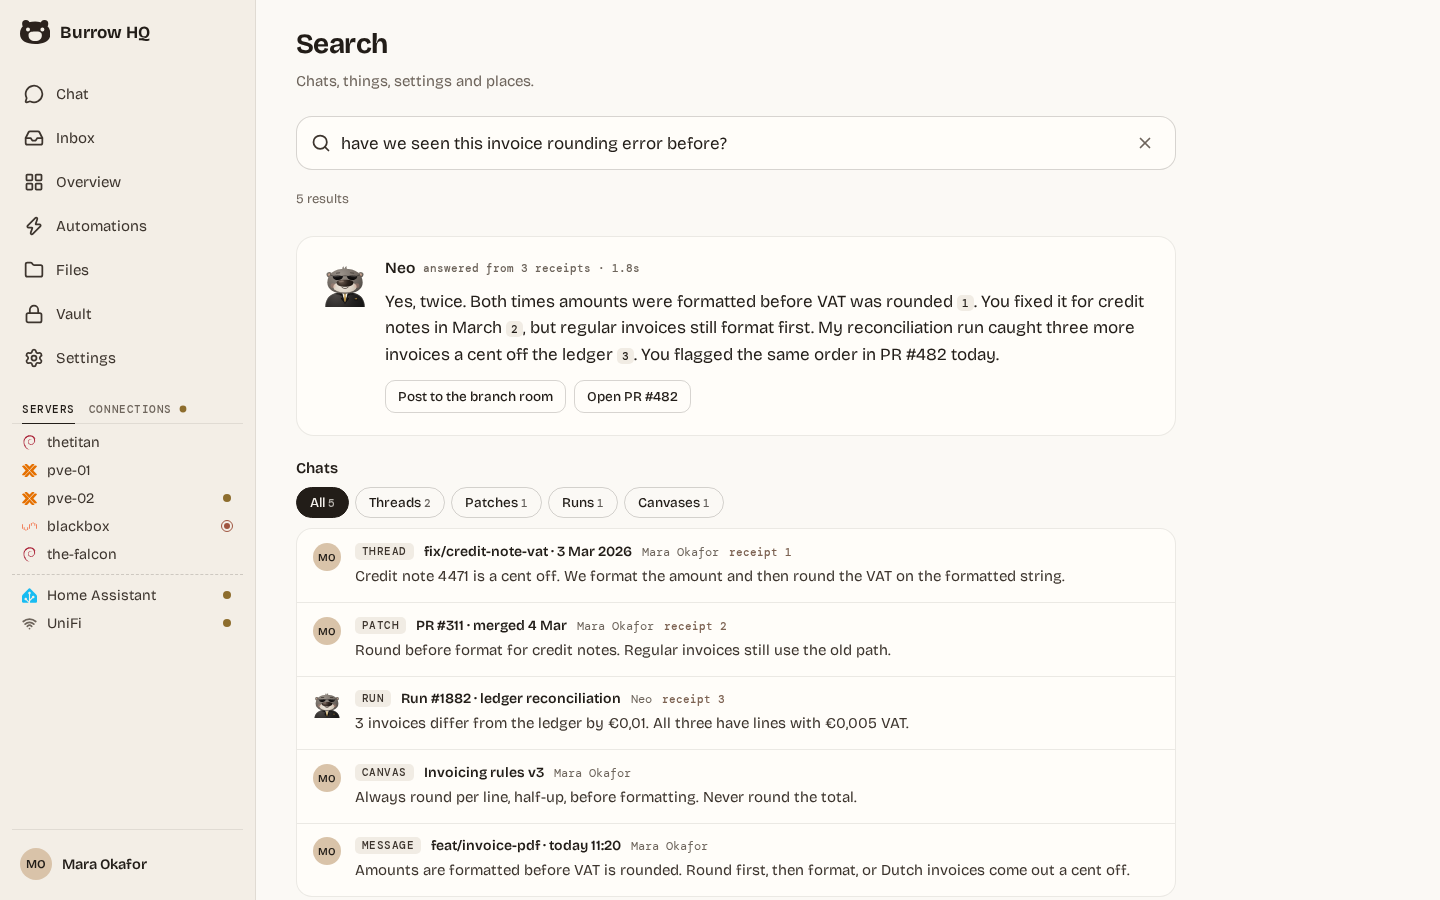 Burrow HQ
Chat
Inbox
Overview
Automations
Files
Vault
Settings
SERVERS CONNECTIONS
thetitan
pve-01
pve-02
blackbox
the-falcon
Home Assistant
UniFi
MO Mara Okafor
Search
Chats, things, settings and places.
have we seen this invoice rounding error before?
5 results
Neo answered from 3 receipts · 1.8s
Yes, twice. Both times amounts were formatted before VAT was rounded 1. You fixed it for credit
notes in March 2, but regular invoices still format first. My reconciliation run caught three more
invoices a cent off the ledger 3. You flagged the same order in PR #482 today.
Post to the branch room Open PR #482
Chats
All 5 Threads 2 Patches 1 Runs 1 Canvases 1
MO THREAD fix/credit-note-vat · 3 Mar 2026 Mara Okafor receipt 1
Credit note 4471 is a cent off. We format the amount and then round the VAT on the formatted string.
MO PATCH PR #311 · merged 4 Mar Mara Okafor receipt 2
Round before format for credit notes. Regular invoices still use the old path.
RUN Run #1882 · ledger reconciliation Neo receipt 3
3 invoices differ from the ledger by €0,01. All three have lines with €0,005 VAT.
MO CANVAS Invoicing rules v3 Mara Okafor
Always round per line, half-up, before formatting. Never round the total.
MO MESSAGE feat/invoice-pdf · today 11:20 Mara Okafor
Amounts are formatted before VAT is rounded. Round first, then format, or Dutch invoices come out a cent off.